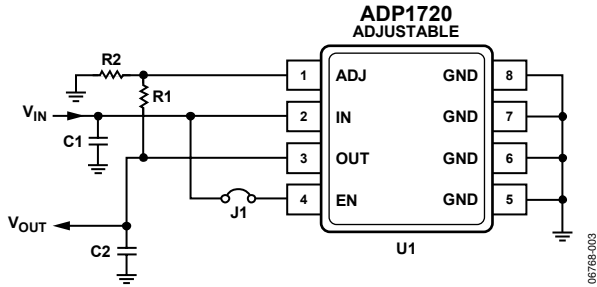 ADP1720
ADJUSTABLE
R2
R1
1 ADJ GND 8
VIN
2 IN GND 7
C1
3 OUT GND 6
4 EN GND 5
J1
VOUT
C2
U1
06768-003